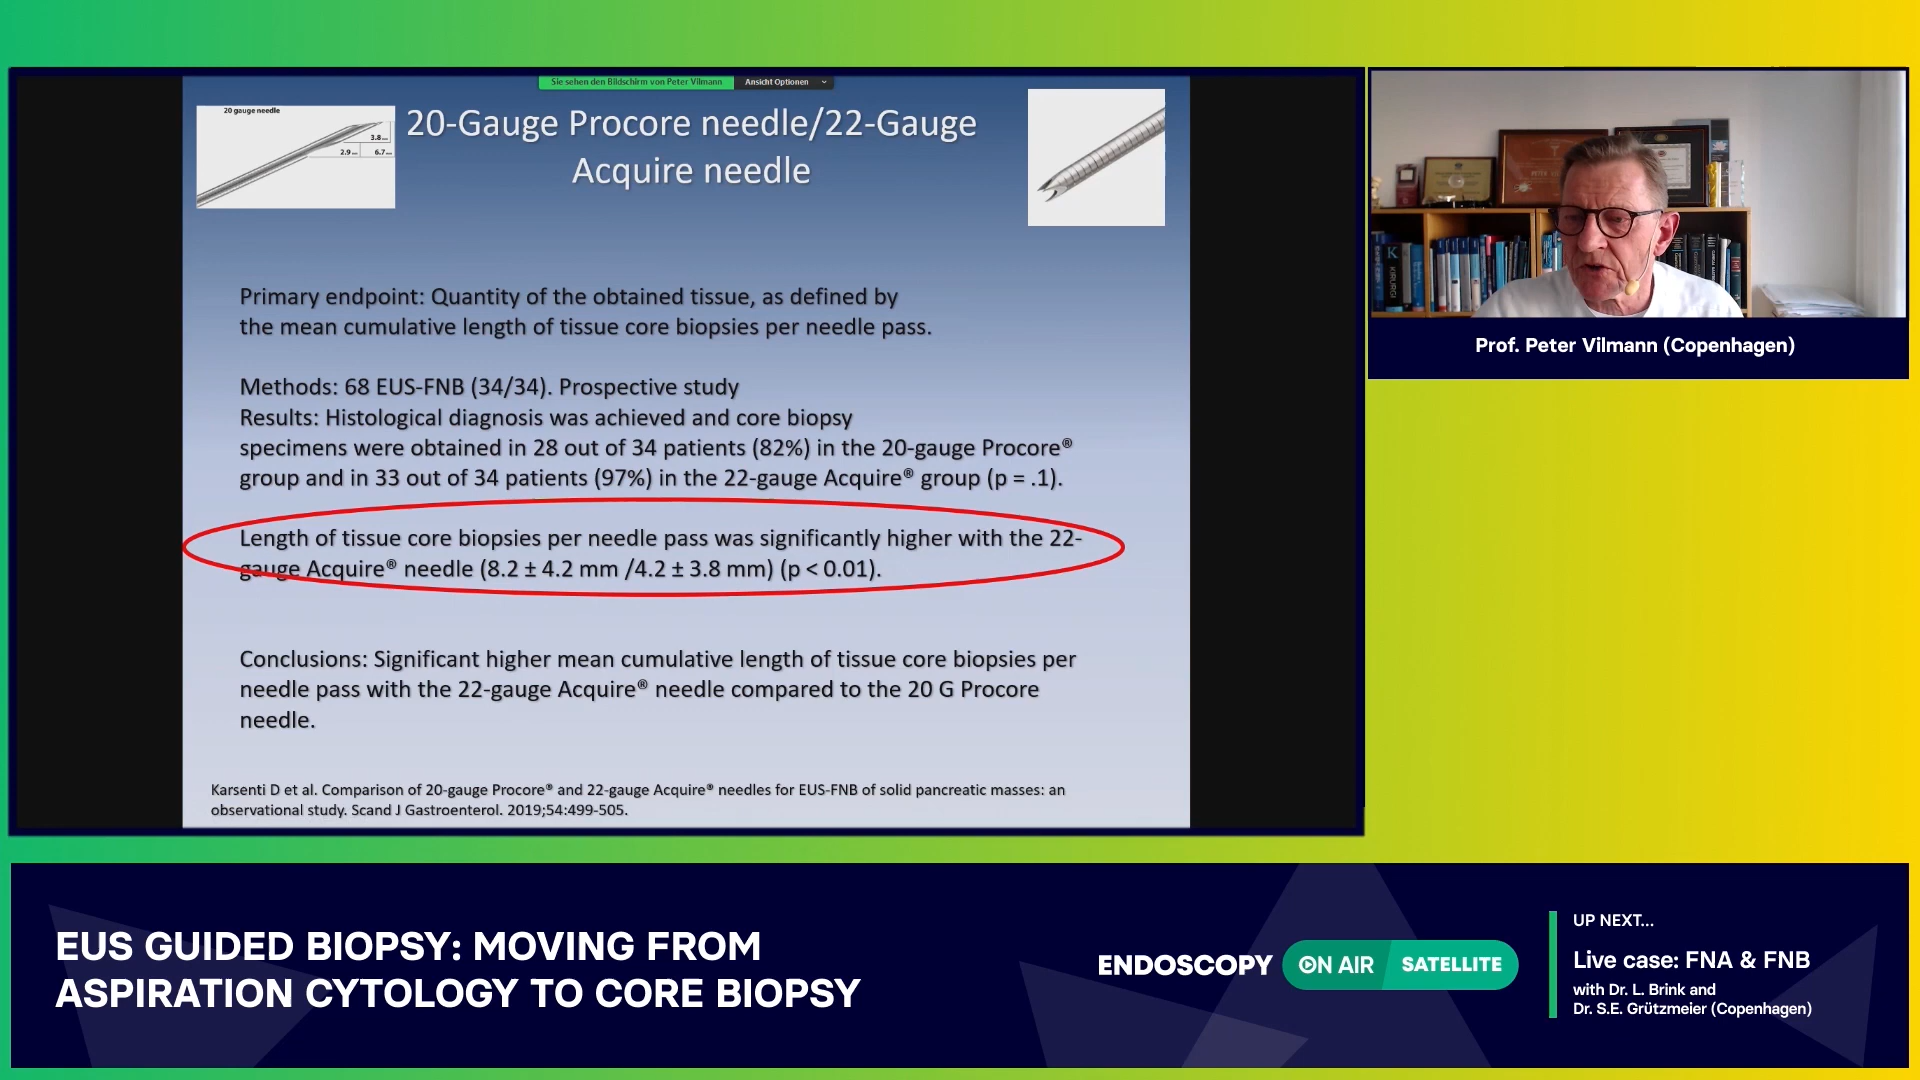 Sie sehen den Bildschirm von Peter Vilmann Ansicht Optionen
20 gauge needle
3.8 mm
2.9 mm 6.7 mm
20-Gauge Procore needle/22-Gauge
Acquire needle
Primary endpoint: Quantity of the obtained tissue, as defined by
the mean cumulative length of tissue core biopsies per needle pass.
Methods: 68 EUS-FNB (34/34). Prospective study
Results: Histological diagnosis was achieved and core biopsy
specimens were obtained in 28 out of 34 patients (82%) in the 20-gauge Procore®
group and in 33 out of 34 patients (97%) in the 22-gauge Acquire® group (p = .1).
Length of tissue core biopsies per needle pass was significantly higher with the 22-
gauge Acquire® needle (8.2 ± 4.2 mm /4.2 ± 3.8 mm) (p < 0.01).
Conclusions: Significant higher mean cumulative length of tissue core biopsies per
needle pass with the 22-gauge Acquire® needle compared to the 20 G Procore
needle.
Karsenti D et al. Comparison of 20-gauge Procore® and 22-gauge Acquire® needles for EUS-FNB of solid pancreatic masses: an
observational study. Scand J Gastroenterol. 2019;54:499-505.
K
KIRURGI
Prof. Peter Vilmann (Copenhagen)
EUS GUIDED BIOPSY: MOVING FROM
ASPIRATION CYTOLOGY TO CORE BIOPSY
ENDOSCOPY ON AIR SATELLITE
UP NEXT...
Live case: FNA & FNB
with Dr. L. Brink and
Dr. S.E. Grützmeier (Copenhagen)